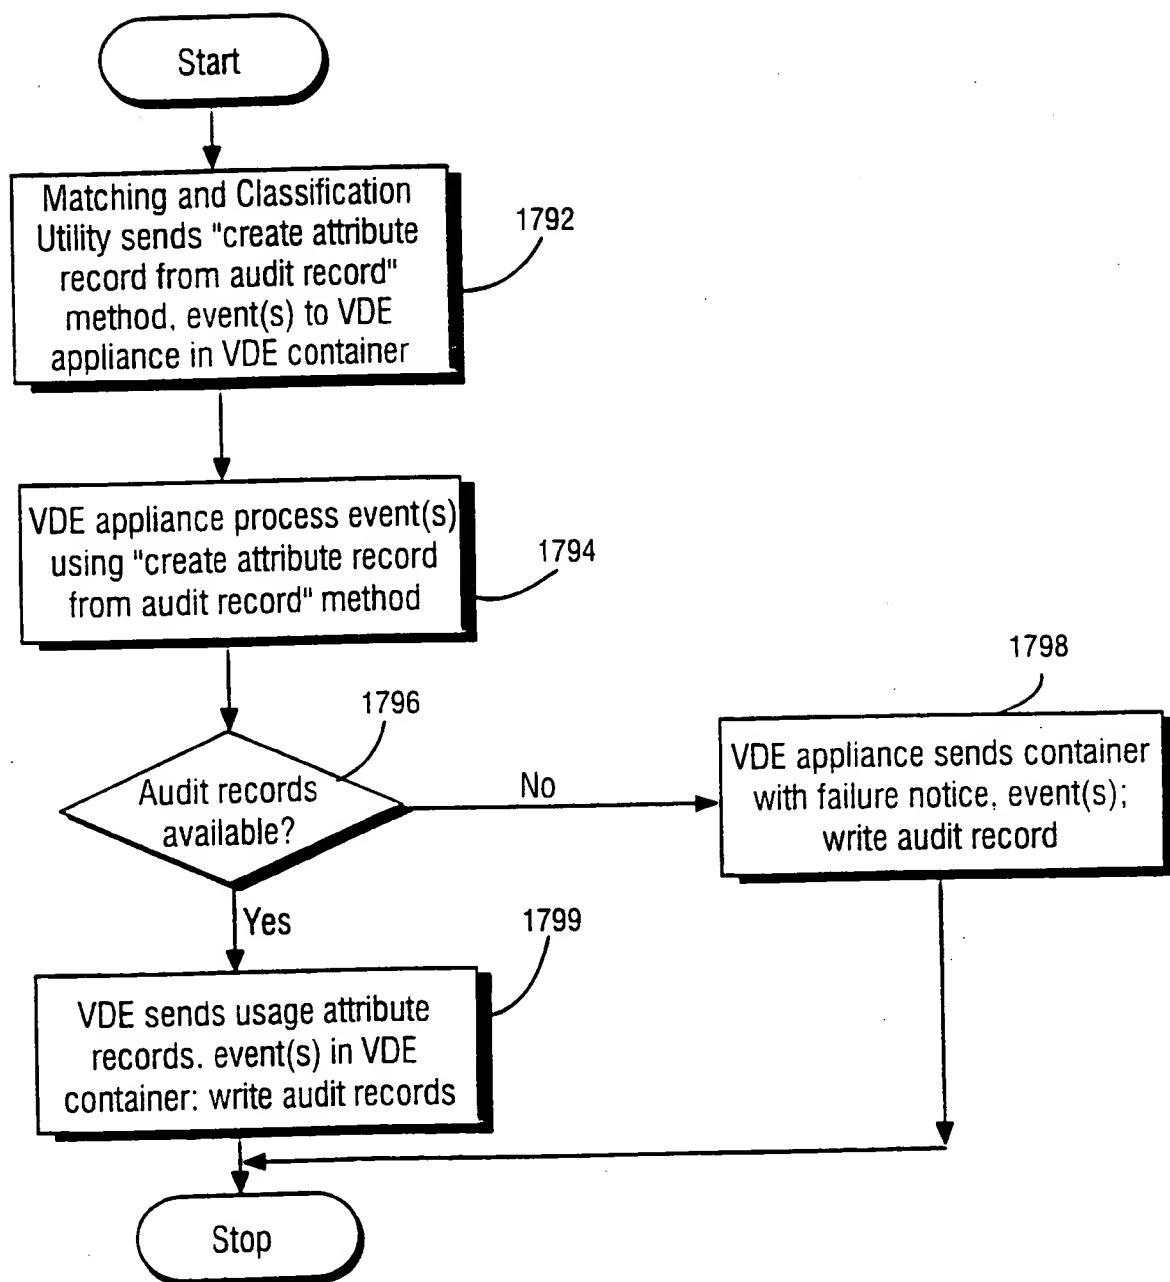 Start
Matching and Classification
Utility sends "create attribute
record from audit record"
method, event(s) to VDE
appliance in VDE container
1792
VDE appliance process event(s)
using "create attribute record
from audit record" method
1794
1796
Audit records
available?
No
1798
VDE appliance sends container
with failure notice, event(s);
write audit record
Yes
1799
VDE sends usage attribute
records. event(s) in VDE
container: write audit records
Stop